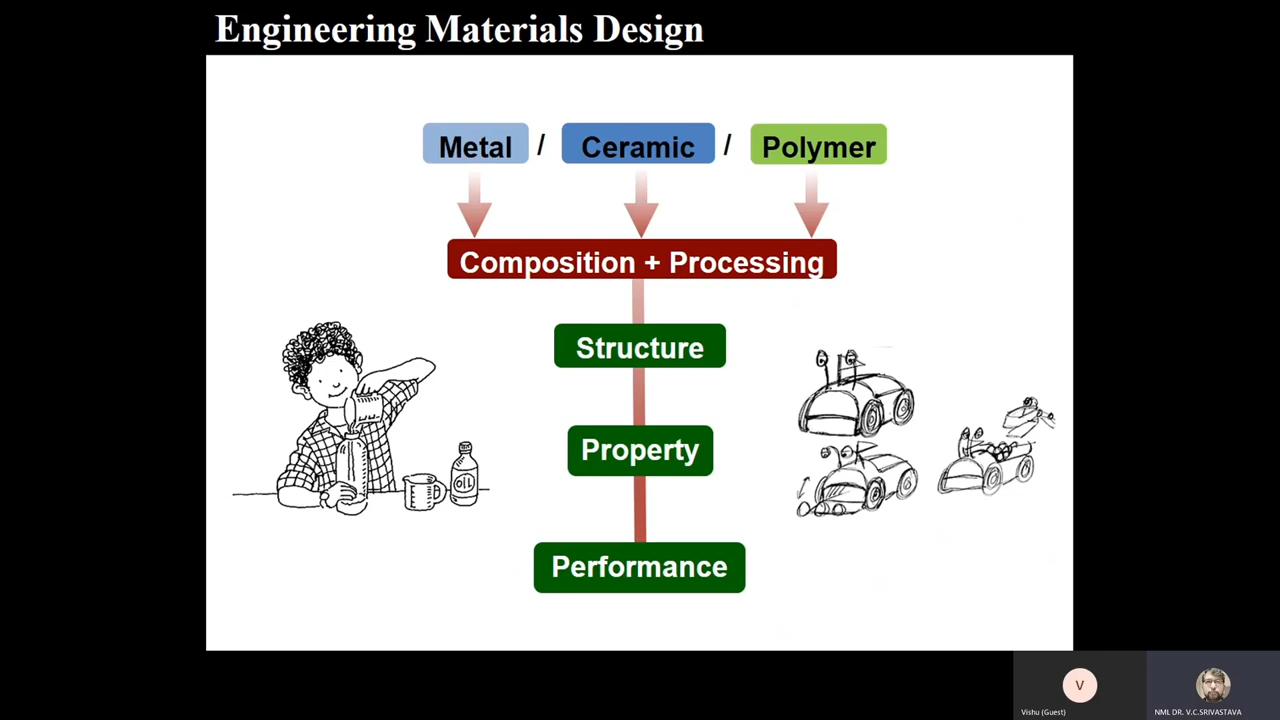 Engineering Materials Design
Metal / Ceramic / Polymer
Composition + Processing
Structure
Property
Performance
OIL
V
Vishu (Guest)
NML DR. V.C.SRIVASTAVA